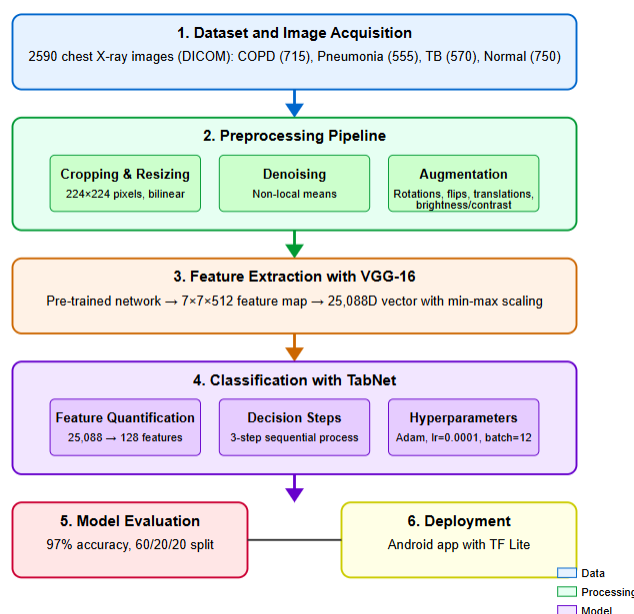 1. Dataset and Image Acquisition
2590 chest X-ray images (DICOM): COPD (715), Pneumonia (555), TB (570), Normal (750)
2. Preprocessing Pipeline
Cropping & Resizing
224×224 pixels, bilinear
Denoising
Non-local means
Augmentation
Rotations, flips, translations,
brightness/contrast
3. Feature Extraction with VGG-16
Pre-trained network → 7×7×512 feature map → 25,088D vector with min-max scaling
4. Classification with TabNet
Feature Quantification
25,088 → 128 features
Decision Steps
3-step sequential process
Hyperparameters
Adam, lr=0.0001, batch=12
5. Model Evaluation
97% accuracy, 60/20/20 split
6. Deployment
Android app with TF Lite
Data
Processing
Model